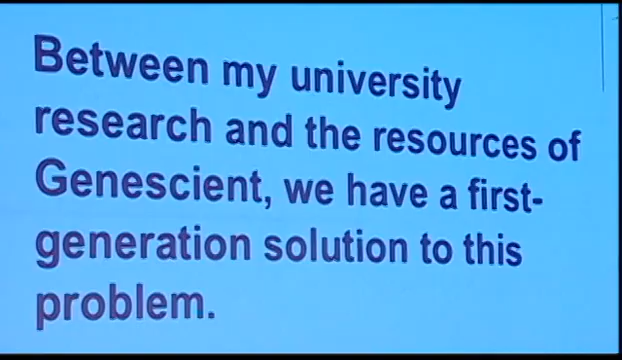 Between my university
research and the resources of
Genescient, we have a first-
generation solution to this
problem.